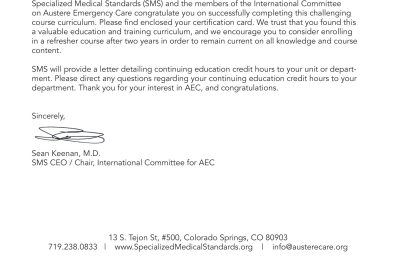 Specialized Medical Standards (SMS) and the members of the International Committee
on Austere Emergency Care congratulate you on successfully completing this challenging
course curriculum. Please find enclosed your certification card. We trust that you found this
a valuable education and training curriculum, and we encourage you to consider enrolling
in a refresher course after two years in order to remain current on all knowledge and course
content.
SMS will provide a letter detailing continuing education credit hours to your unit or depart-
ment. Please direct any questions regarding your continuing education credit hours to your
department. Thank you for your interest in AEC, and congratulations.
Sincerely,
Sean Keenan, M.D.
SMS CEO / Chair, International Committee for AEC
13 S. Tejon St, #500, Colorado Springs, CO 80903
719.238.0833 | www.SpecializedMedicalStandards.org | info@austerecare.org